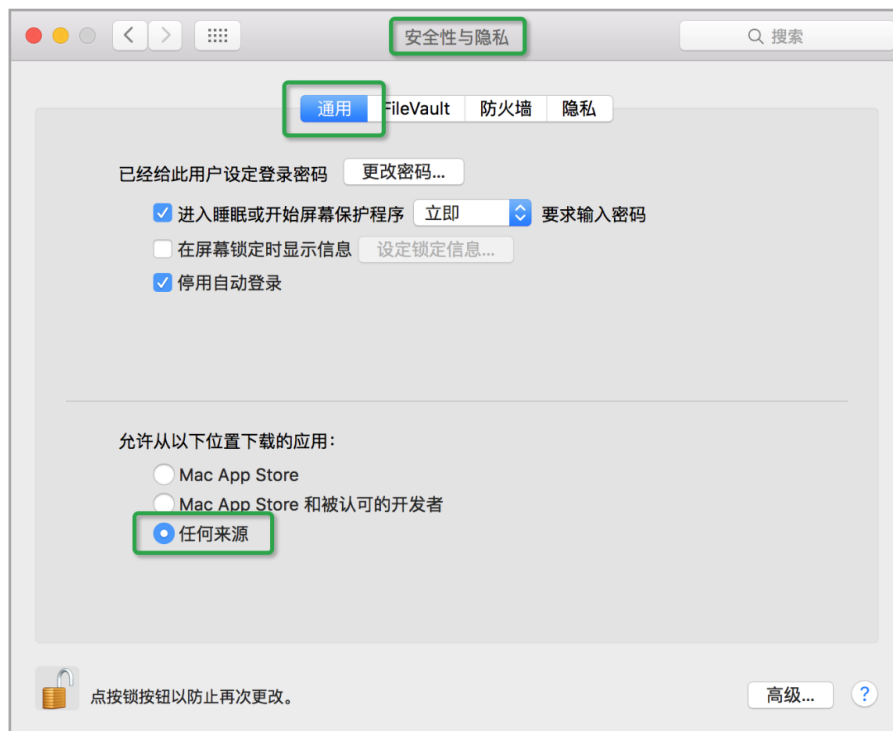 安全性与隐私
搜索
通用 FileVault 防火墙 隐私
已经给此用户设定登录密码 更改密码...
进入睡眠或开始屏幕保护程序 立即 要求输入密码
在屏幕锁定时显示信息 设定锁定信息...
停用自动登录
允许从以下位置下载的应用：
Mac App Store
Mac App Store 和被认可的开发者
任何来源
点按锁按钮以防止再次更改。
高级... ?